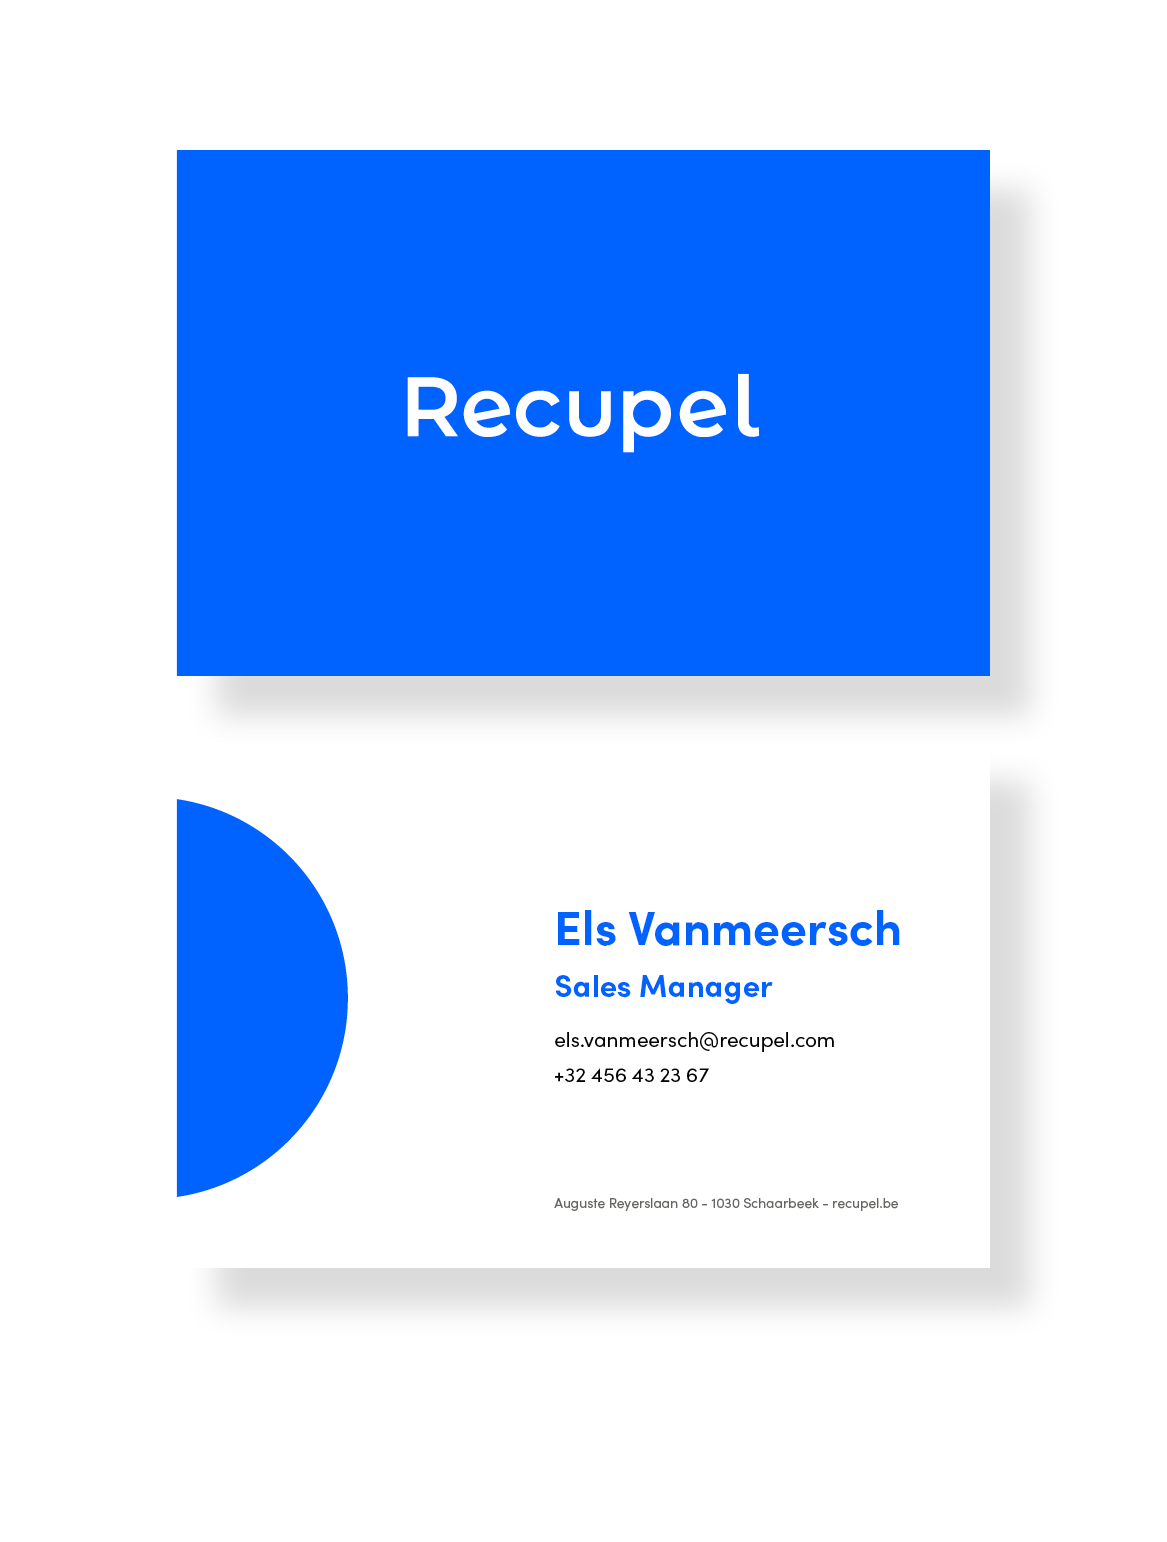 Recupel
Els Vanmeersch
Sales Manager
els.vanmeersch@recupel.com
+32 456 43 23 67
Auguste Reyerslaan 80 - 1030 Schaarbeek - recupel.be